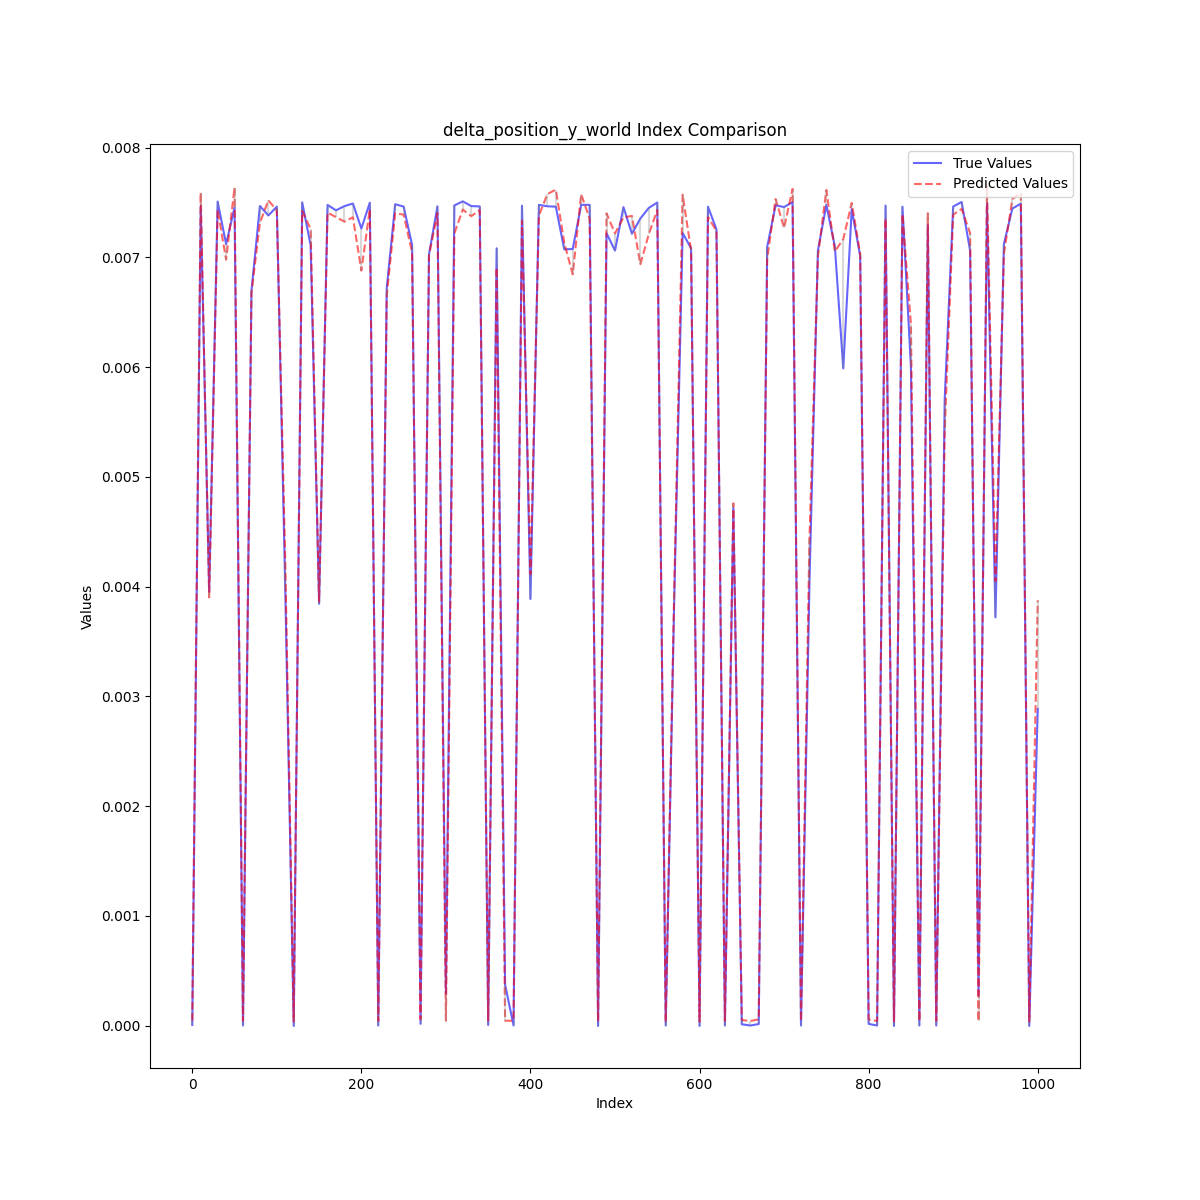 delta_position_y_world Index Comparison
True Values
Predicted Values
0.008
0.007
0.006
0.005
0.004
0.003
0.002
0.001
0.000
Values
0 200 400 600 800 1000
Index